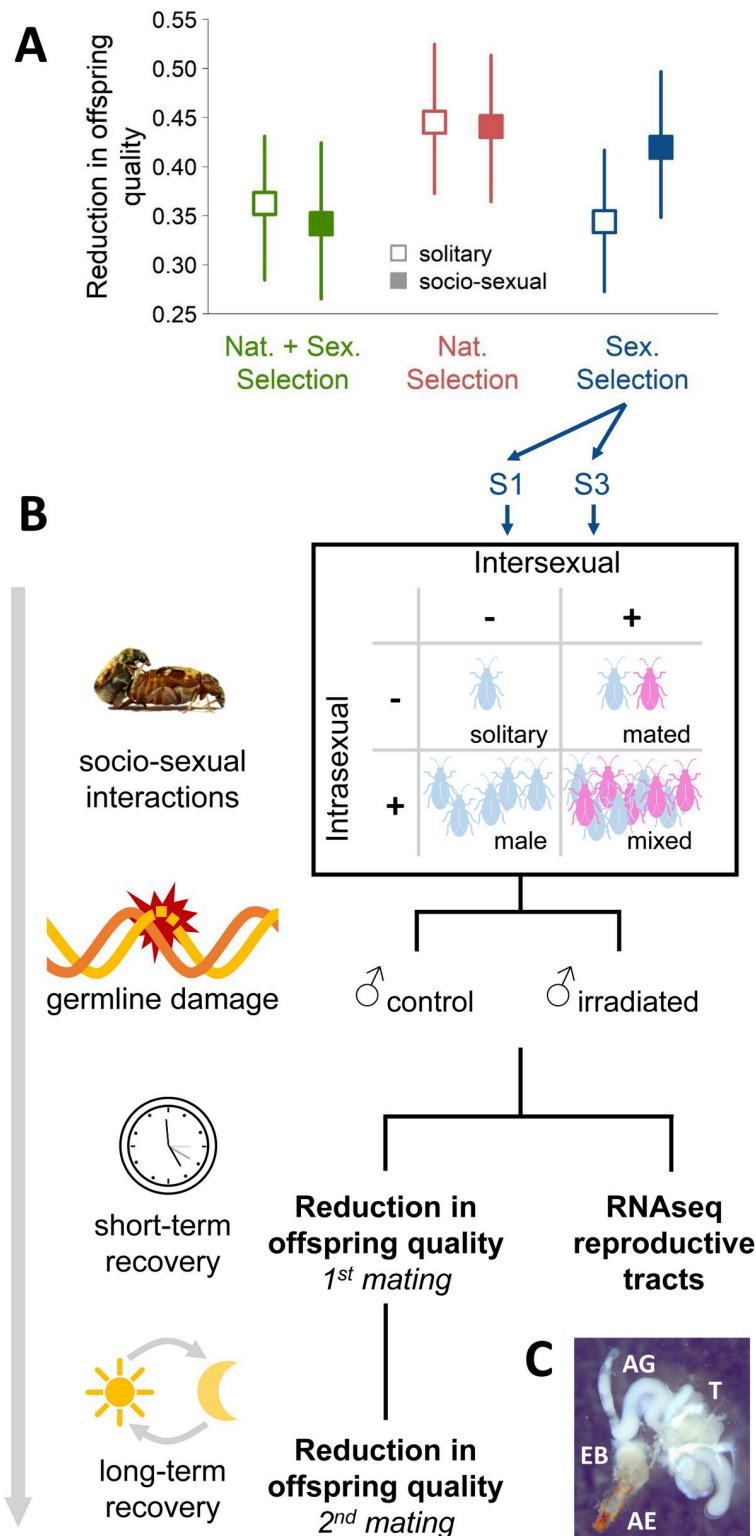 A
Reduction in offspring
quality
0.55
0.50
0.45
0.40
0.35
0.30
0.25
solitary
socio-sexual
Nat. + Sex.
Selection
Nat.
Selection
Sex.
Selection
S1
S3
B
Intersexual
-
+
Intrasexual
-
solitary
mated
+
male
mixed
socio-sexual
interactions
germline damage
♂control
♂irradiated
short-term
recovery
Reduction in
offspring quality
1st mating
RNAseq
reproductive
tracts
long-term
recovery
Reduction in
offspring quality
2nd mating
C
AG
T
EB
AE